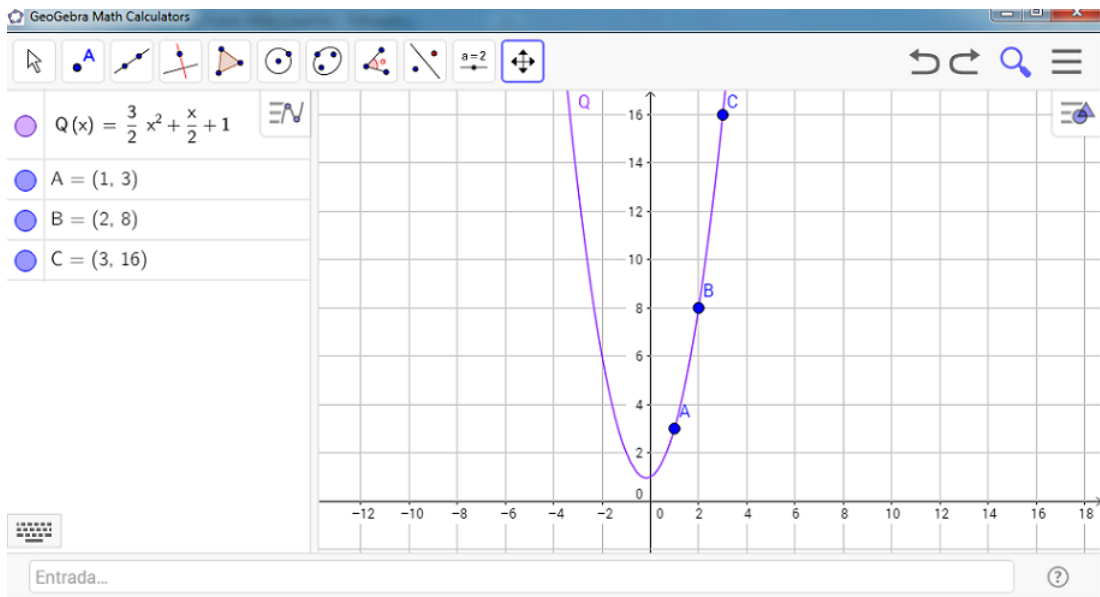 GeoGebra Math Calculators
A
a=2
Q(x) = 3/2 x² + x/2 + 1
A = (1, 3)
B = (2, 8)
C = (3, 16)
Q
C
B
A
16
14
12
10
8
6
4
2
0
−12 −10 −8 −6 −4 −2 0 2 4 6 8 10 12 14 16 18
Entrada...
?